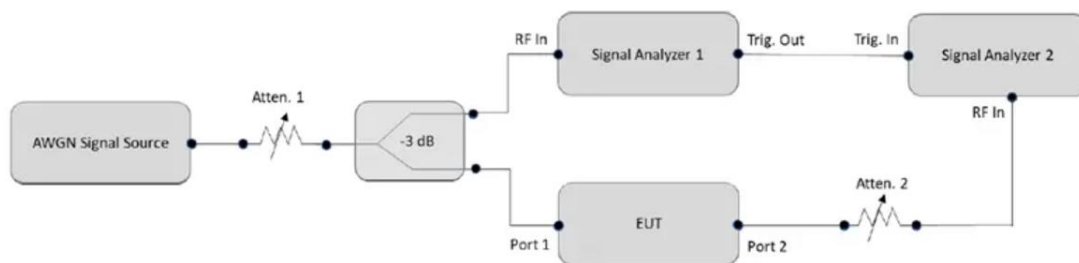 RF In
Signal Analyzer 1
Trig. Out
Trig. In
Signal Analyzer 2
RF In
Atten. 1
AWGN Signal Source
-3 dB
Atten. 2
EUT
Port 1
Port 2